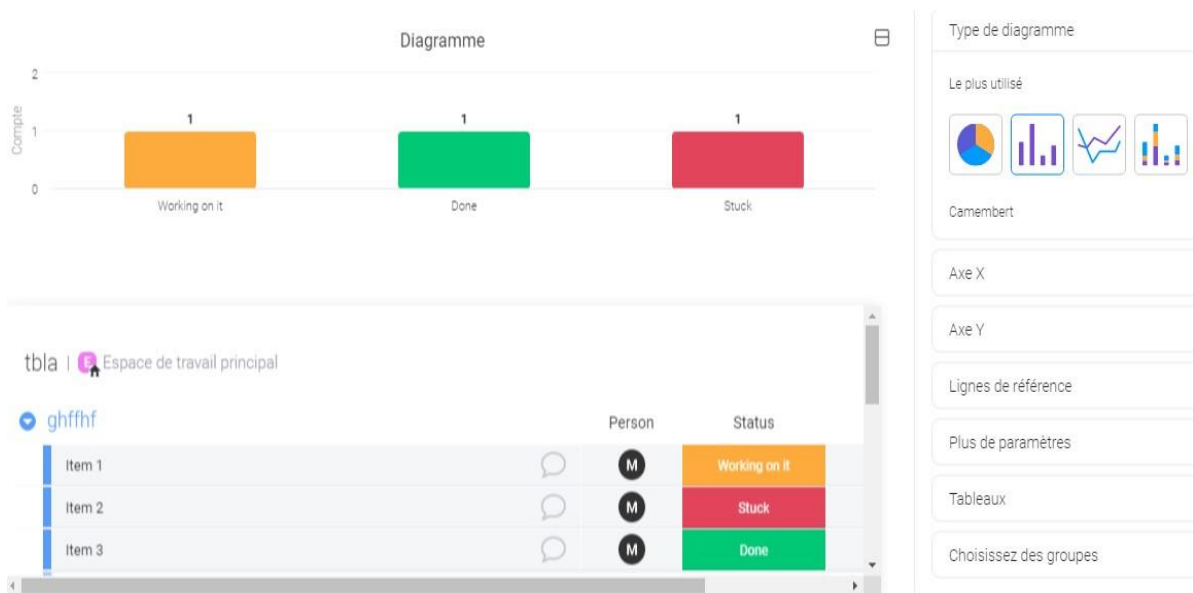 Diagramme
Compte
2
1
0
1
1
1
Working on it
Done
Stuck
tbla | E Espace de travail principal
ghffhf
Person
Status
Item 1
M
Working on it
Item 2
M
Stuck
Item 3
M
Done
Type de diagramme
Le plus utilisé
Camembert
Axe X
Axe Y
Lignes de référence
Plus de paramètres
Tableaux
Choisissez des groupes